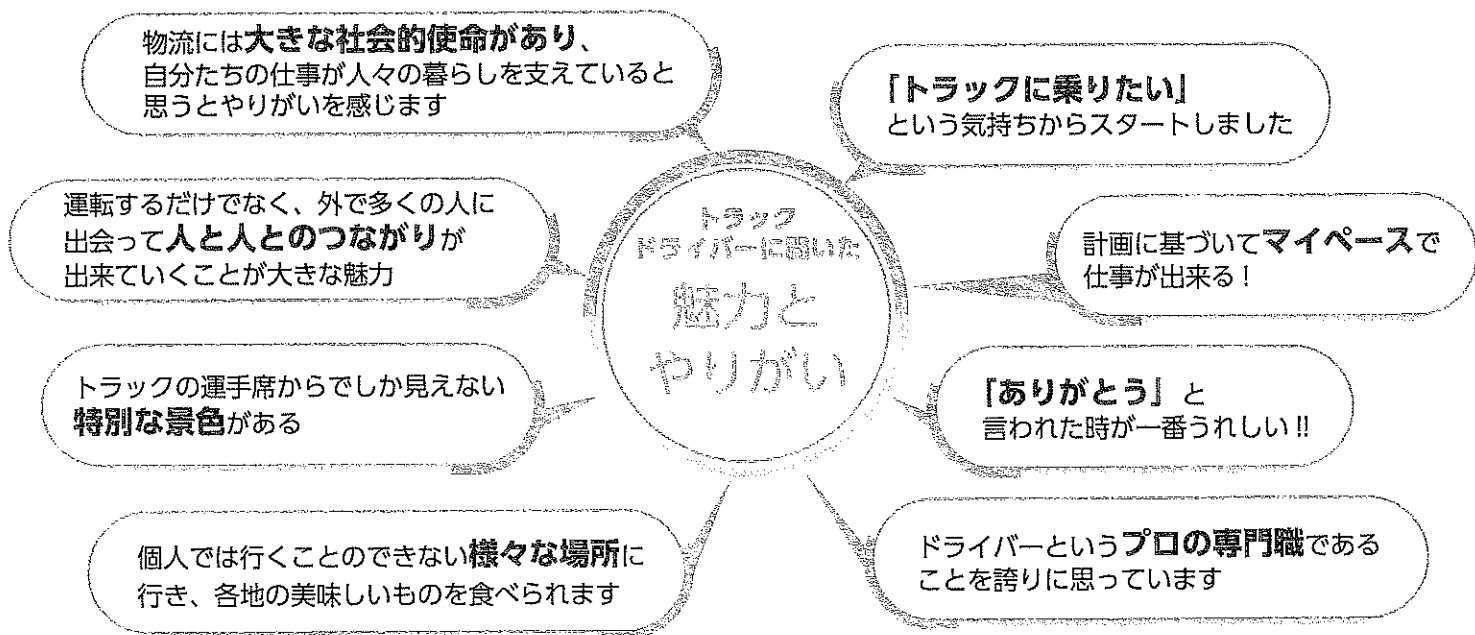 物流には大きな社会的使命があり、
自分たちの仕事が人々の暮らしを支えていると
思うとやりがいを感じます
「トラックに乗りたい」
という気持ちからスタートしました
運転するだけでなく、外で多くの人に
出会って人と人とのつながりが
出来ていくことが大きな魅力
トラック
ドライバーに聞いた
魅力と
やりがい
計画に基づいてマイペースで
仕事が出来る！
トラックの運手席からでしか見えない
特別な景色がある
「ありがとう」と
言われた時が一番うれしい!!
個人では行くことのできない様々な場所に
行き、各地の美味しいものを食べられます
ドライバーというプロの専門職である
ことを誇りに思っています